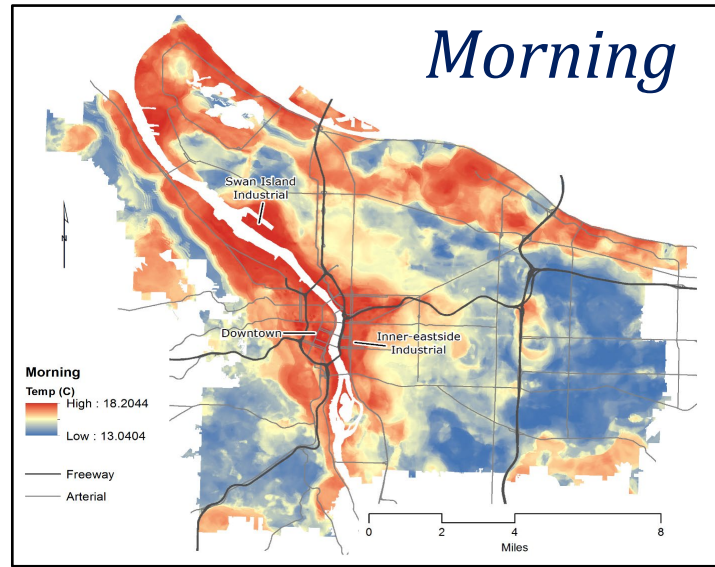 Morning
Swan Island
Industrial
N
Downtown
Inner-eastside
Industrial
Morning
Temp (C)
High : 18.2044
Low : 13.0404
Freeway
Arterial
0 2 4 8
Miles